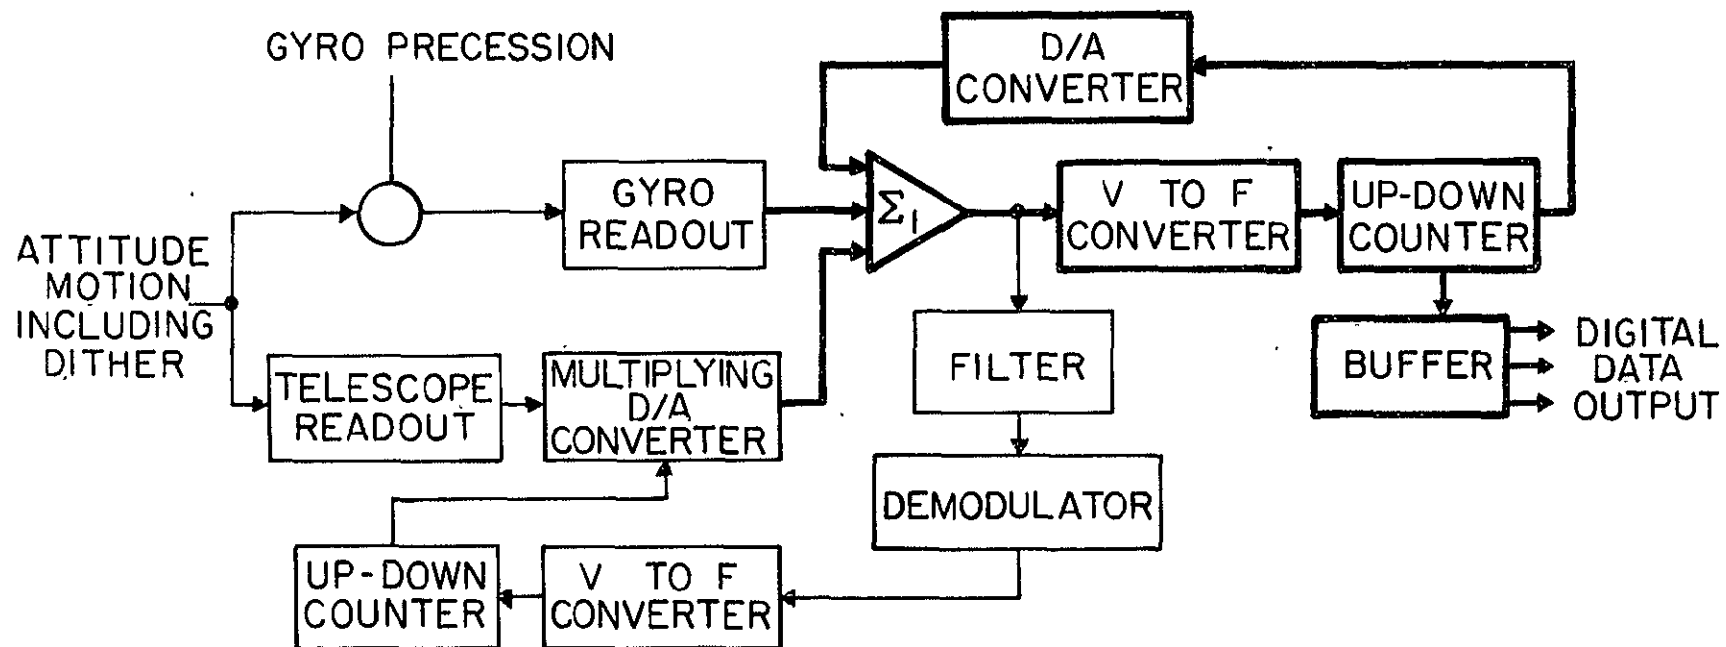 GYRO PRECESSION
D/A
CONVERTER
GYRO
READOUT
Σ1
V TO F
CONVERTER
UP-DOWN
COUNTER
ATTITUDE
MOTION
INCLUDING
DITHER
TELESCOPE
READOUT
MULTIPLYING
D/A
CONVERTER
FILTER
BUFFER
DIGITAL
DATA
OUTPUT
DEMODULATOR
UP-DOWN
COUNTER
V TO F
CONVERTER